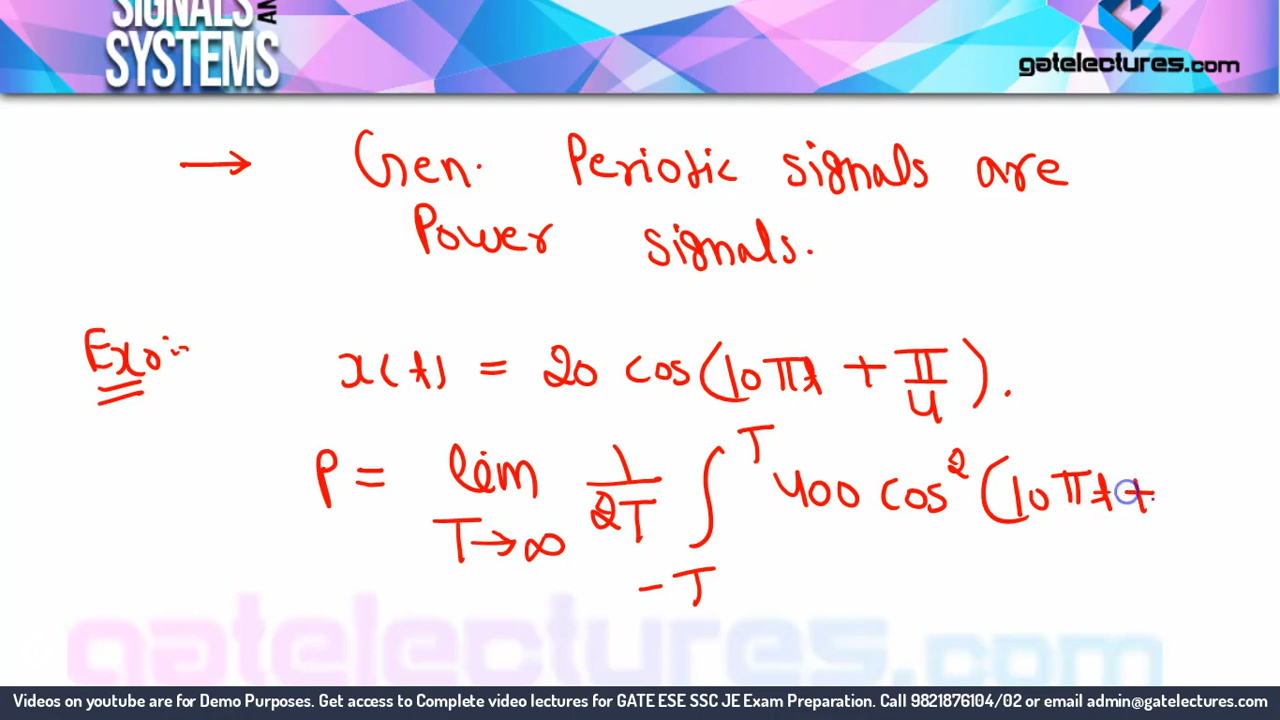 SIGNALS AND
SYSTEMS
gatelectures.com
→ Gen. Periodic signals are
Power signals.
Ex⁰:- x(t) = 20 cos(10πt + π/4).
P = lim T→∞ 1/2T ∫_{-T}^{T} 400 cos² (10πt +
gatelectures.com
Videos on youtube are for Demo Purposes. Get access to Complete video lectures for GATE ESE SSC JE Exam Preparation. Call 9821876104/02 or email admin@gatelectures.com